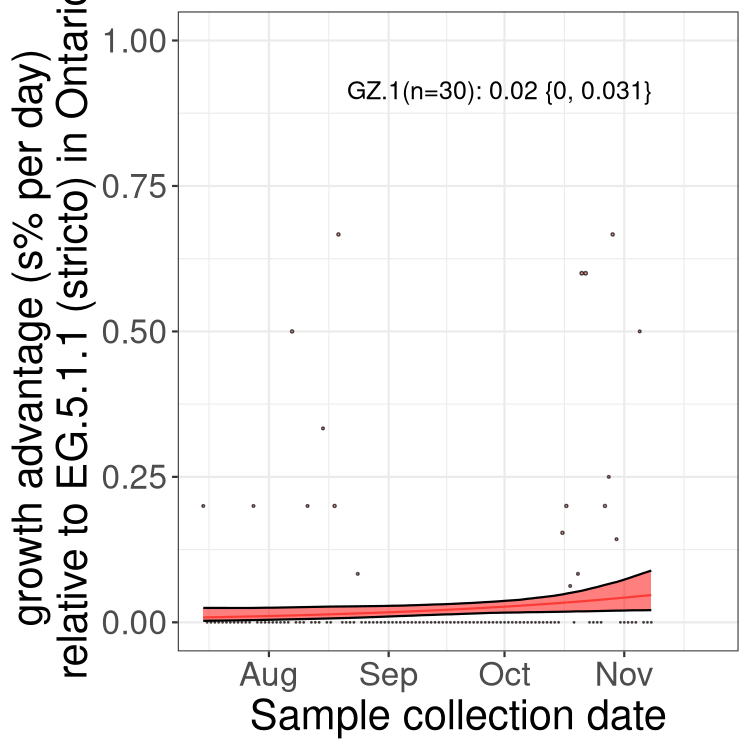 growth advantage (s% per day)
relative to EG.5.1.1 (stricto) in Ontario
1.00
0.75
0.50
0.25
0.00
GZ.1(n=30): 0.02 {0, 0.031}
Aug Sep Oct Nov
Sample collection date